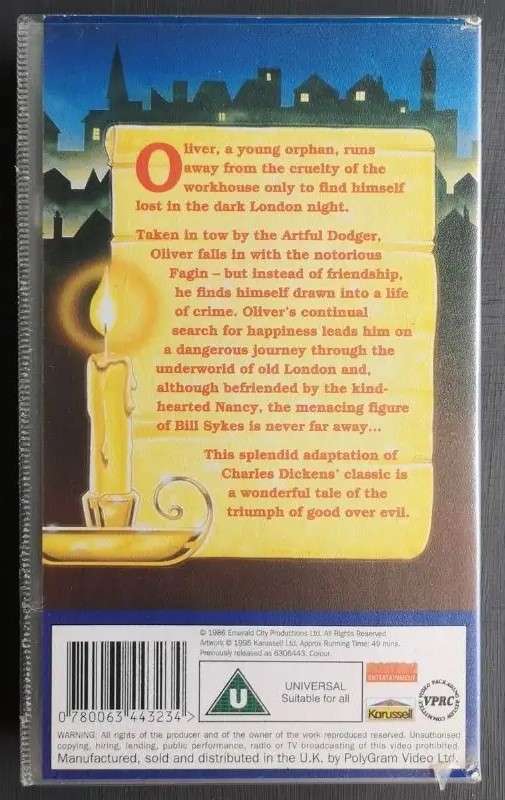 Oliver, a young orphan, runs
away from the cruelty of the
workhouse only to find himself
lost in the dark London night.
Taken in tow by the Artful Dodger,
Oliver falls in with the notorious
Fagin – but instead of friendship,
he finds himself drawn into a life
of crime. Oliver's continual
search for happiness leads him on
a dangerous journey through the
underworld of old London and,
although befriended by the kind-
hearted Nancy, the menacing figure
of Bill Sykes is never far away...
This splendid adaptation of
Charles Dickens' classic is
a wonderful tale of the
triumph of good over evil.
© 1986 Emerald City Productions Ltd. All Rights Reserved
Artwork © 1995 Karussell Ltd. Approx Running Time: 49 mins.
Previously released as 6306443. Colour.
0 780063 443234 >
U
UNIVERSAL
Suitable for all
ENTERTAINMENT
Karussell
VIDEO PACKAGING REVIEW COMMITTEE
VPRC
WARNING: All rights of the producer and of the owner of the work reproduced reserved. Unauthorised
copying, hiring, lending, public performance, radio or TV broadcasting of this video prohibited.
Manufactured, sold and distributed in the U.K. by PolyGram Video Ltd.